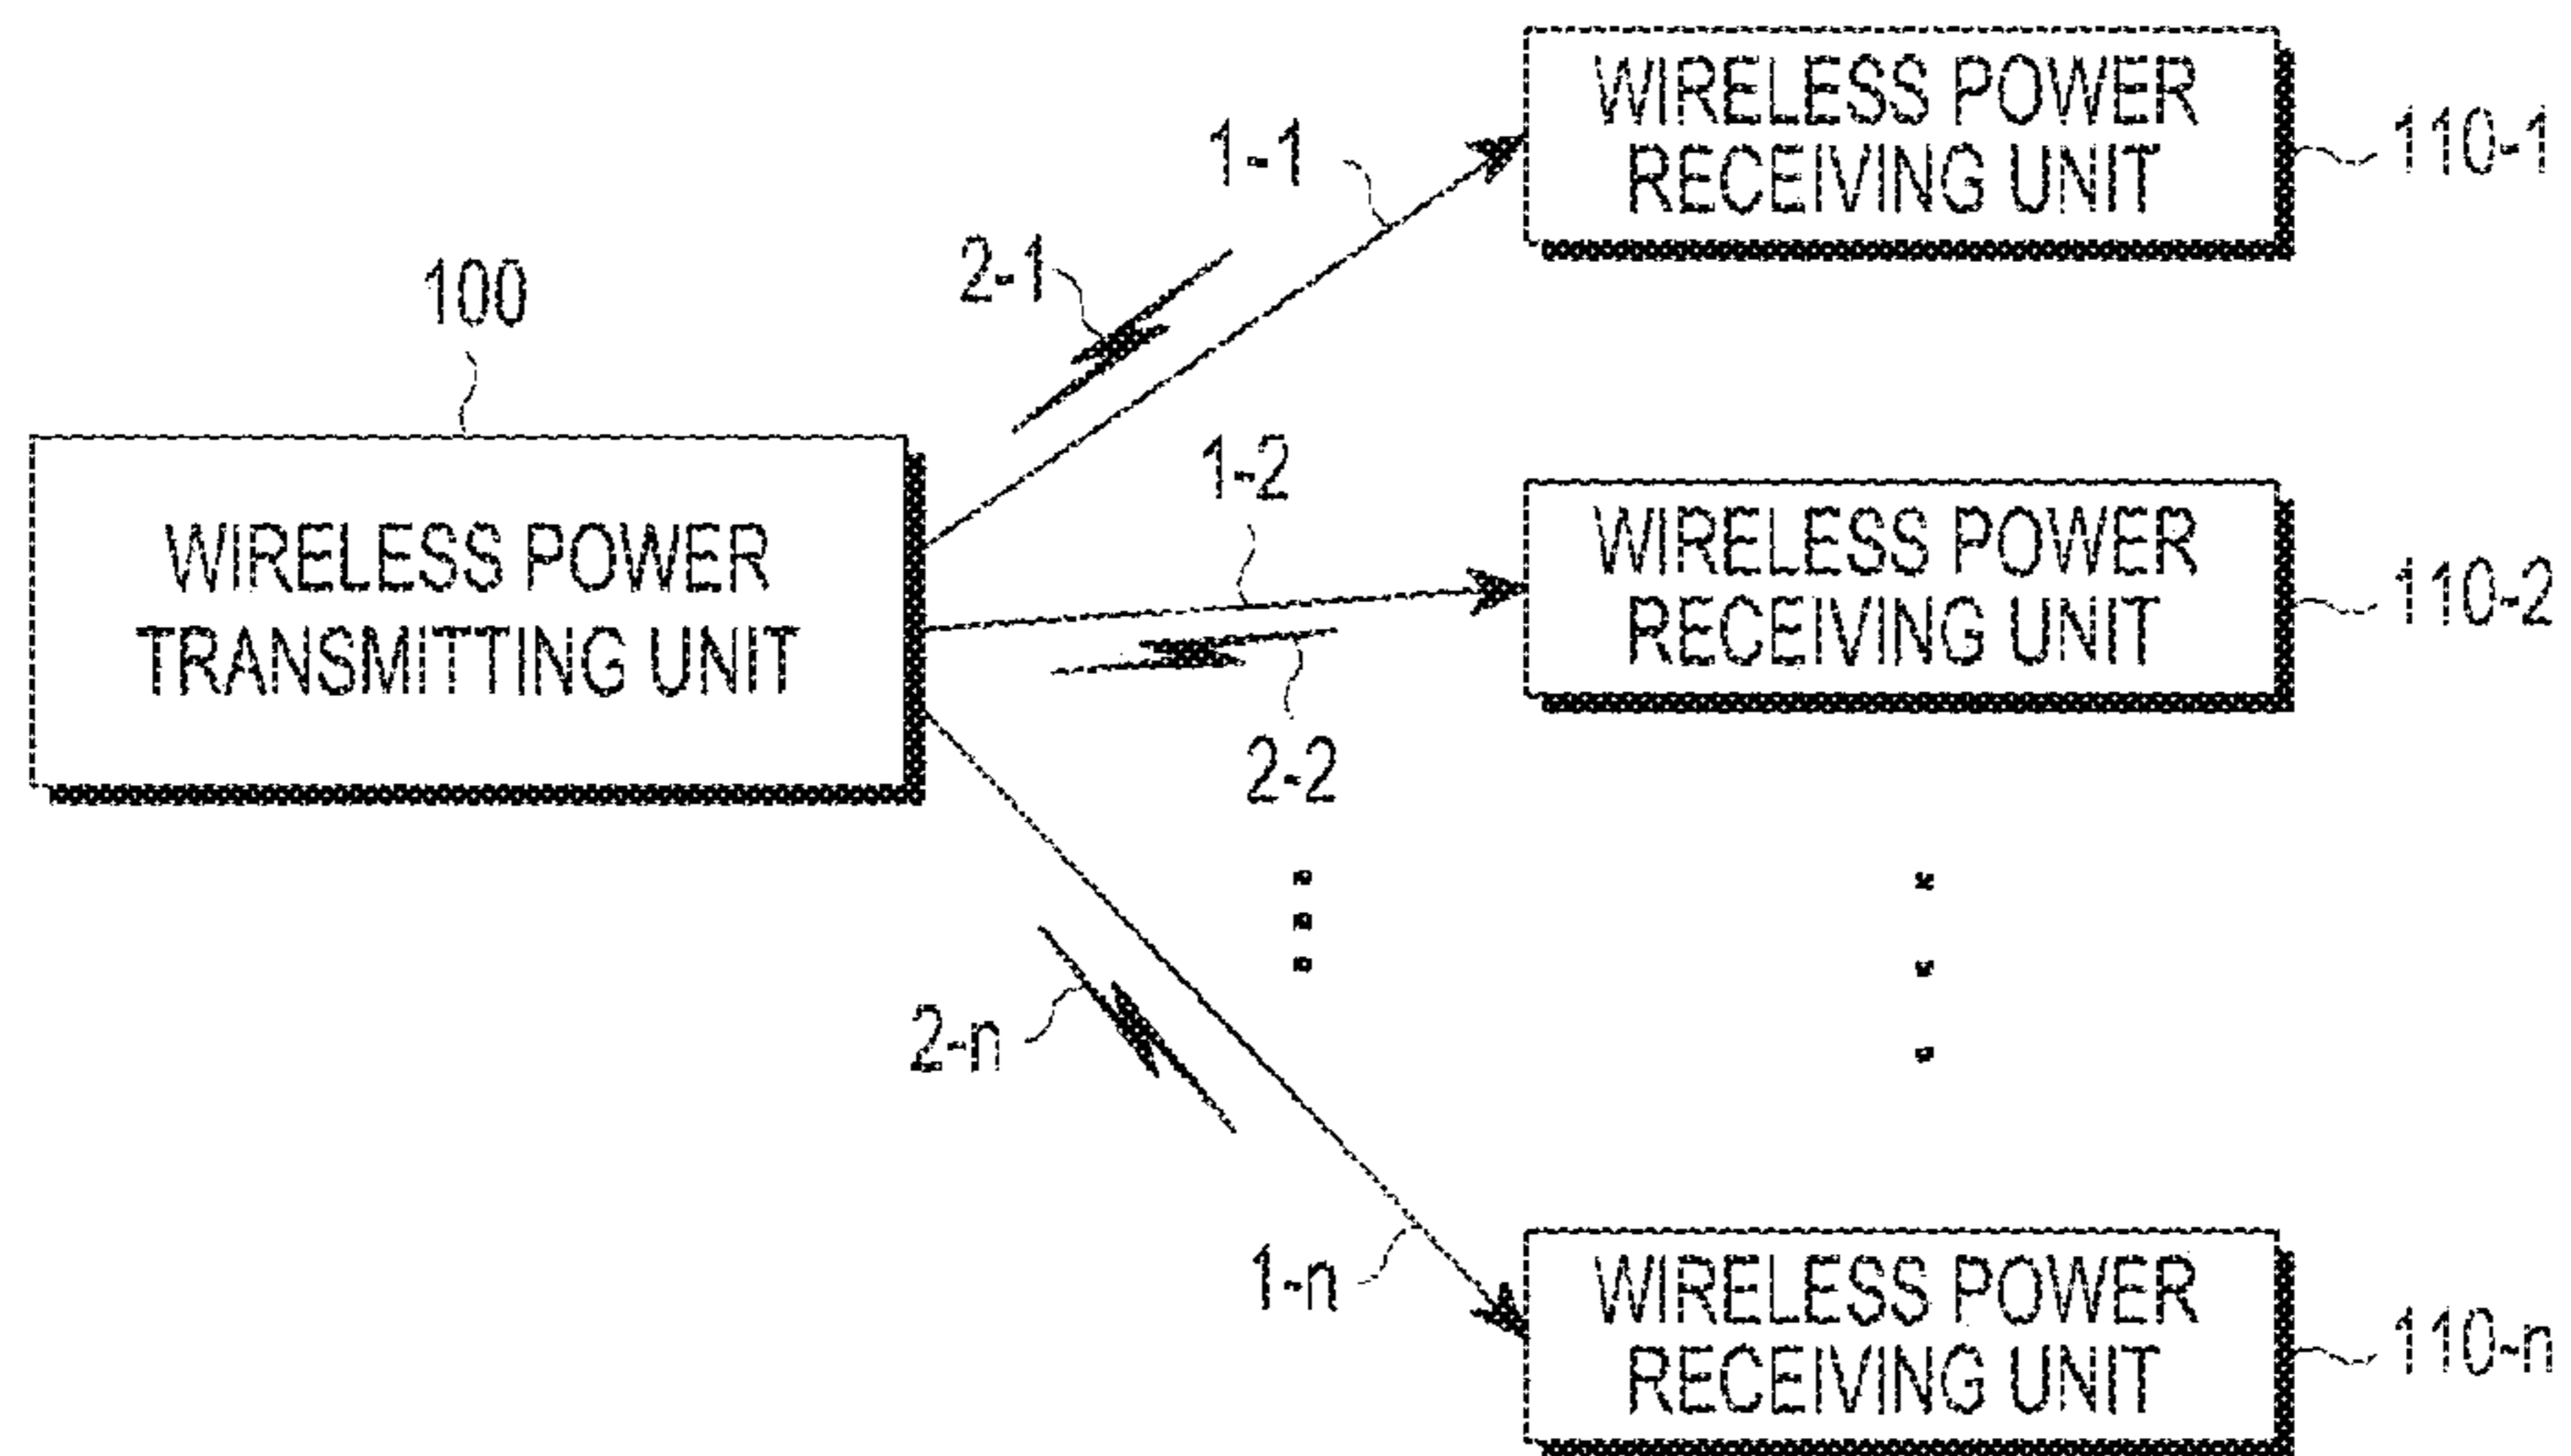 WIRELESS POWER
RECEIVING UNIT
110-1
1-1
2-1
100
WIRELESS POWER
TRANSMITTING UNIT
1-2
WIRELESS POWER
RECEIVING UNIT
110-2
2-2
2-n
1-n
WIRELESS POWER
RECEIVING UNIT
110-n